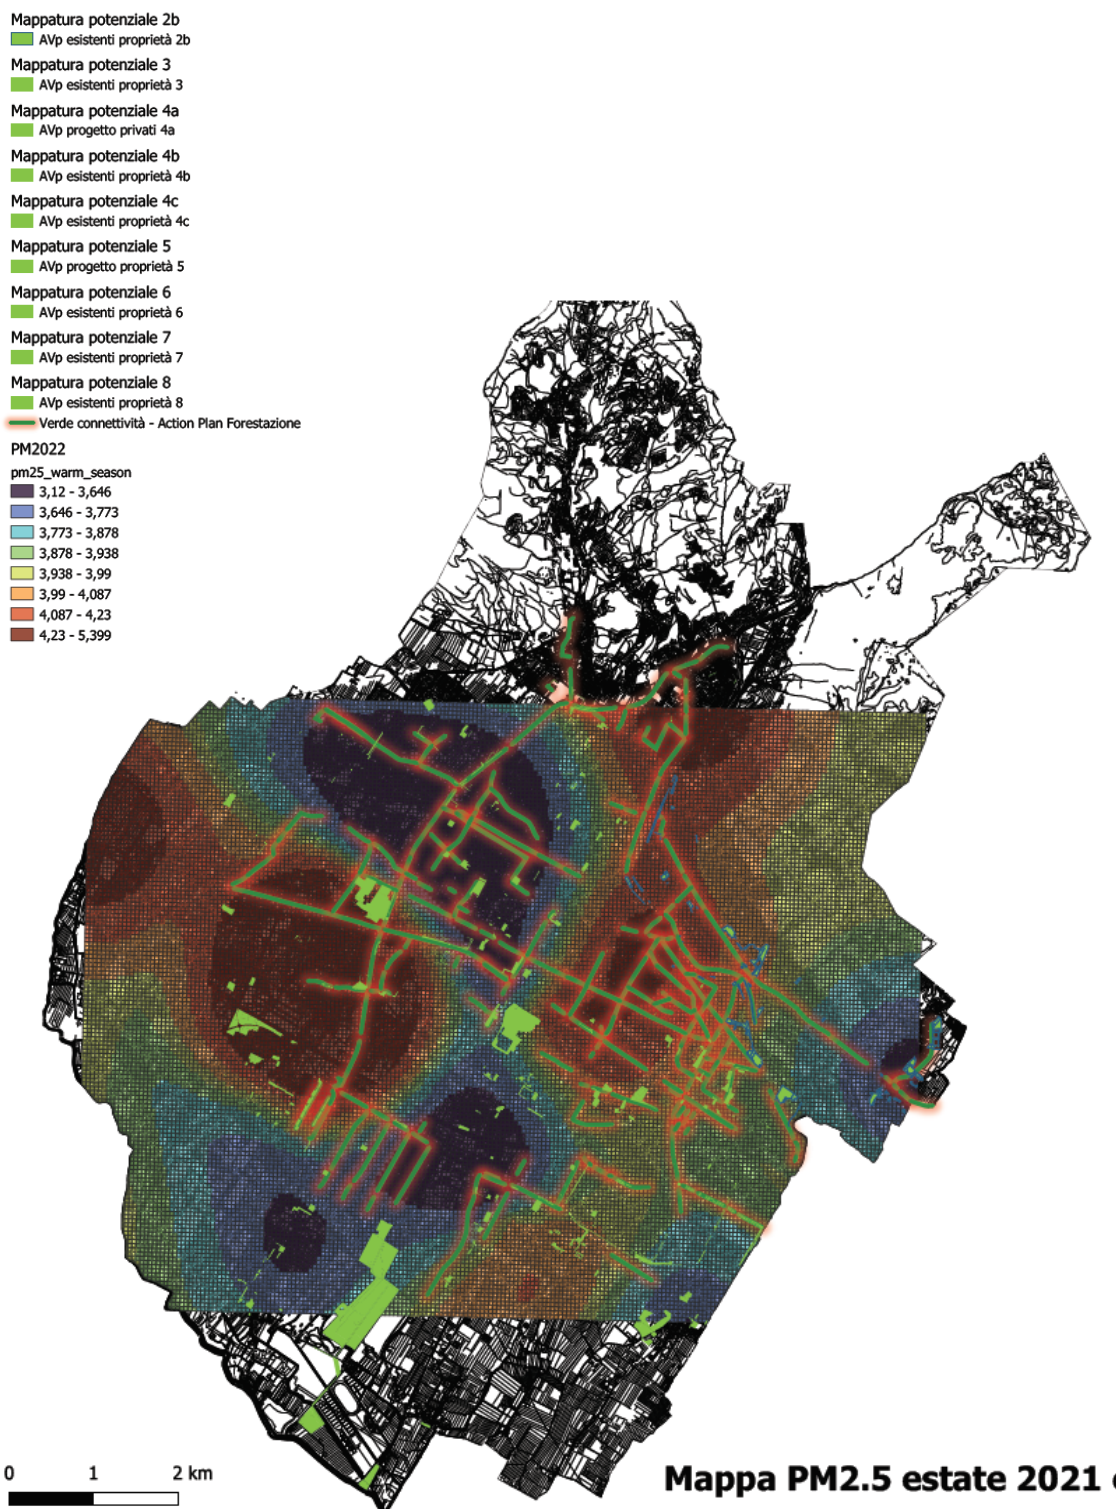 Mappatura potenziale 2b
AVp esistenti proprietà 2b
Mappatura potenziale 3
AVp esistenti proprietà 3
Mappatura potenziale 4a
AVp progetto privati 4a
Mappatura potenziale 4b
AVp esistenti proprietà 4b
Mappatura potenziale 4c
AVp esistenti proprietà 4c
Mappatura potenziale 5
AVp progetto proprietà 5
Mappatura potenziale 6
AVp esistenti proprietà 6
Mappatura potenziale 7
AVp esistenti proprietà 7
Mappatura potenziale 8
AVp esistenti proprietà 8
Verde connettività - Action Plan Forestazione
PM2022
pm25_warm_season
3,12 - 3,646
3,646 - 3,773
3,773 - 3,878
3,878 - 3,938
3,938 - 3,99
3,99 - 4,087
4,087 - 4,23
4,23 - 5,399
0 1 2 km
Mappa PM2.5 estate 2021